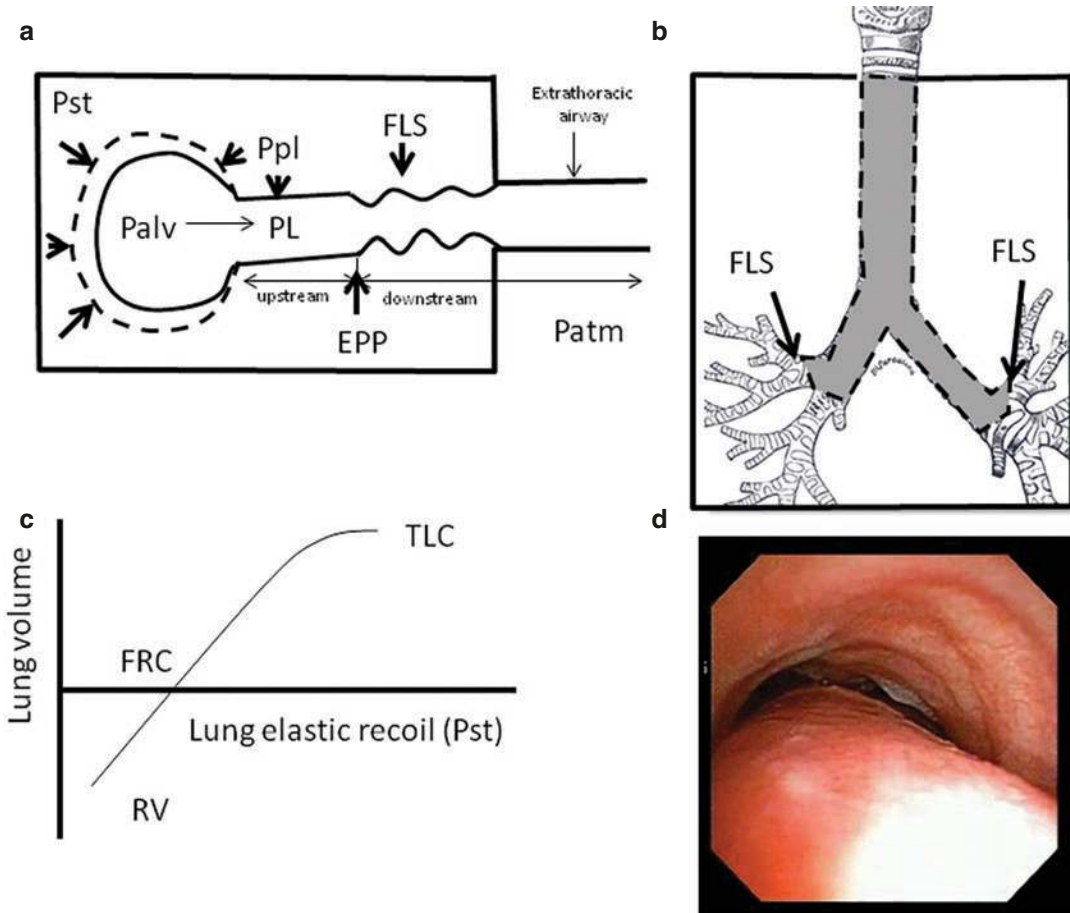 a
Pst
Ppl
FLS
Extrathoracic
airway
Palv
PL
upstream
downstream
EPP
Patm
b
FLS
FLS
c
Lung volume
TLC
FRC
Lung elastic recoil (Pst)
RV
d